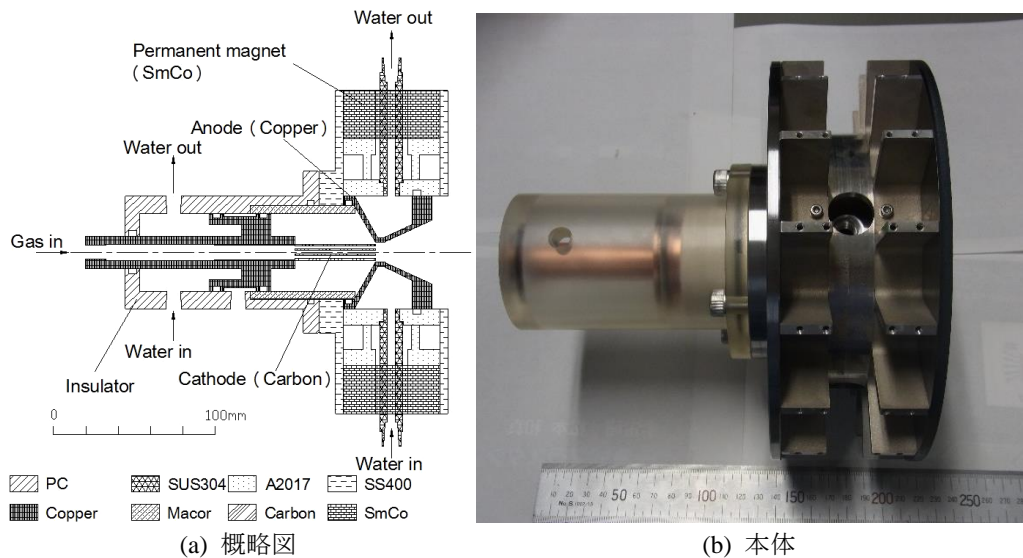 Water out
Permanent magnet
(SmCo)
Anode (Copper)
Water out
Gas in
Water in
Cathode (Carbon)
Insulator
0
100mm
Water in
PC
SUS304
A2017
SS400
Copper
Macor
Carbon
SmCo
50
100
150
200
250
(a) 概略図
(b) 本体